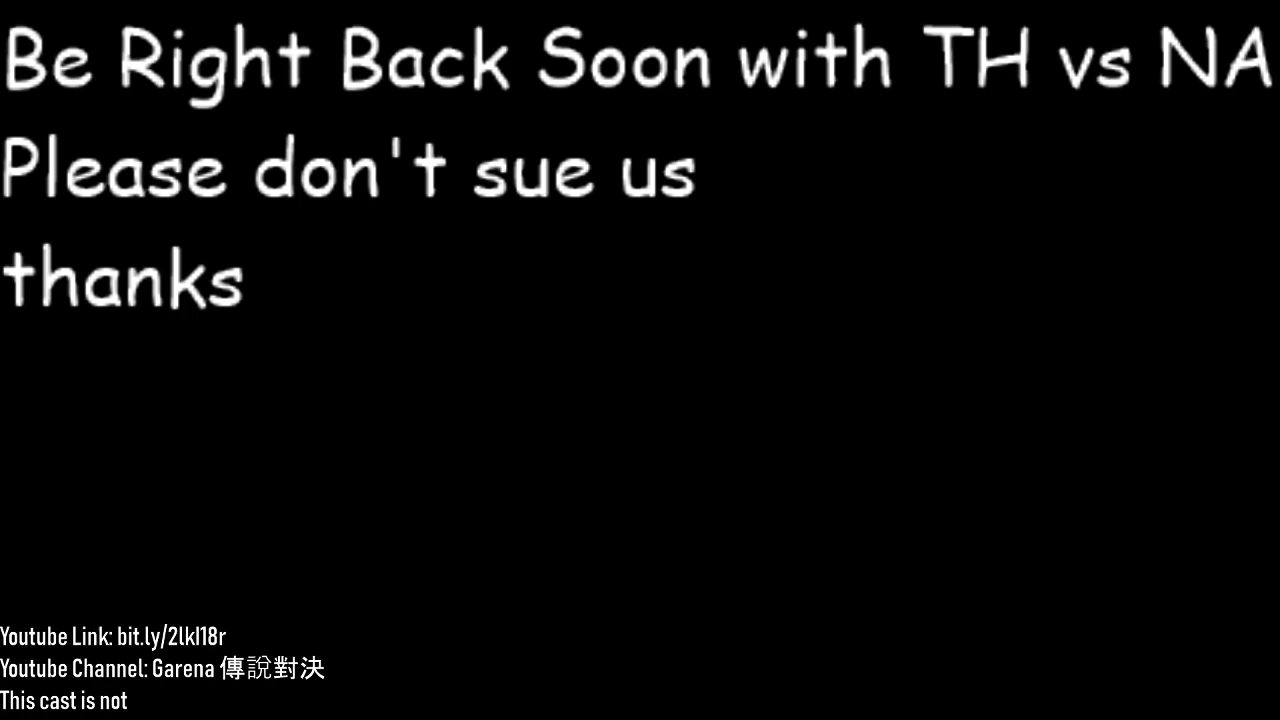 Be Right Back Soon with TH vs NA
Please don't sue us
thanks
Youtube Link: bit.ly/2lkI18r
Youtube Channel: Garena 傳說對決
This cast is not